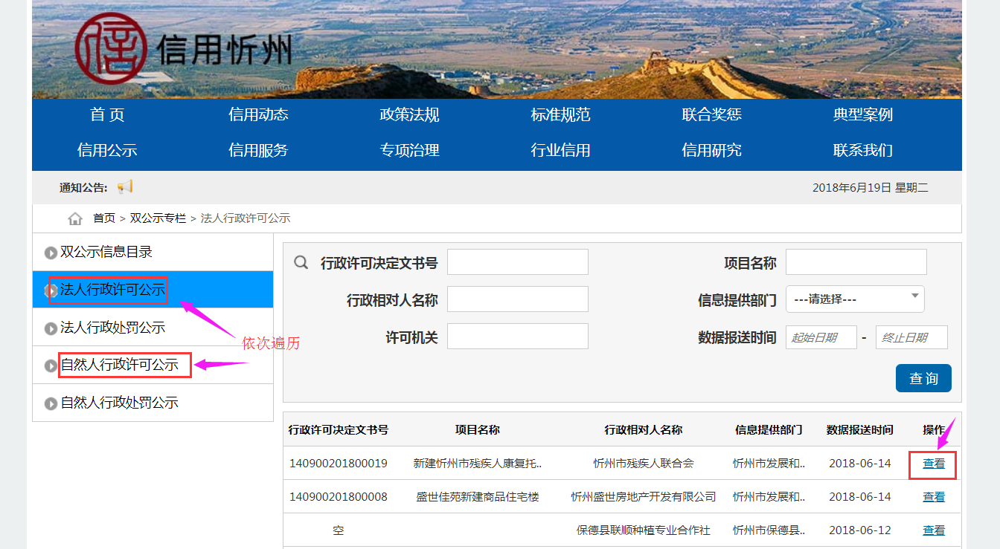 信 信用忻州
首 页 信用动态 政策法规 标准规范 联合奖惩 典型案例
信用公示 信用服务 专项治理 行业信用 信用研究 联系我们
通知公告: 2018年6月19日 星期二
首页 > 双公示专栏 > 法人行政许可公示
双公示信息目录
法人行政许可公示
法人行政处罚公示
依次遍历
自然人行政许可公示
自然人行政处罚公示
行政许可决定文书号 项目名称
行政相对人名称 信息提供部门 ---请选择---
许可机关 数据报送时间 起始日期 - 终止日期
查 询
行政许可决定文书号 项目名称 行政相对人名称 信息提供部门 数据报送时间 操作
140900201800019 新建忻州市残疾人康复托.. 忻州市残疾人联合会 忻州市发展和.. 2018-06-14 查看
140900201800008 盛世佳苑新建商品住宅楼 忻州盛世房地产开发有限公司 忻州市发展和.. 2018-06-14 查看
空 保德县联顺种植专业合作社 忻州市保德县.. 2018-06-12 查看